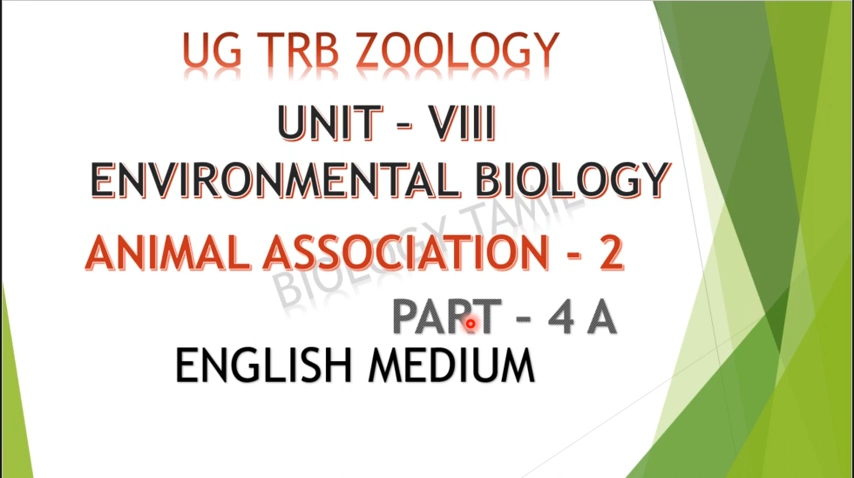 UG TRB ZOOLOGY
UNIT – VIII
ENVIRONMENTAL BIOLOGY
BIOLOGY TAMIL
ANIMAL ASSOCIATION - 2
PART – 4 A
ENGLISH MEDIUM